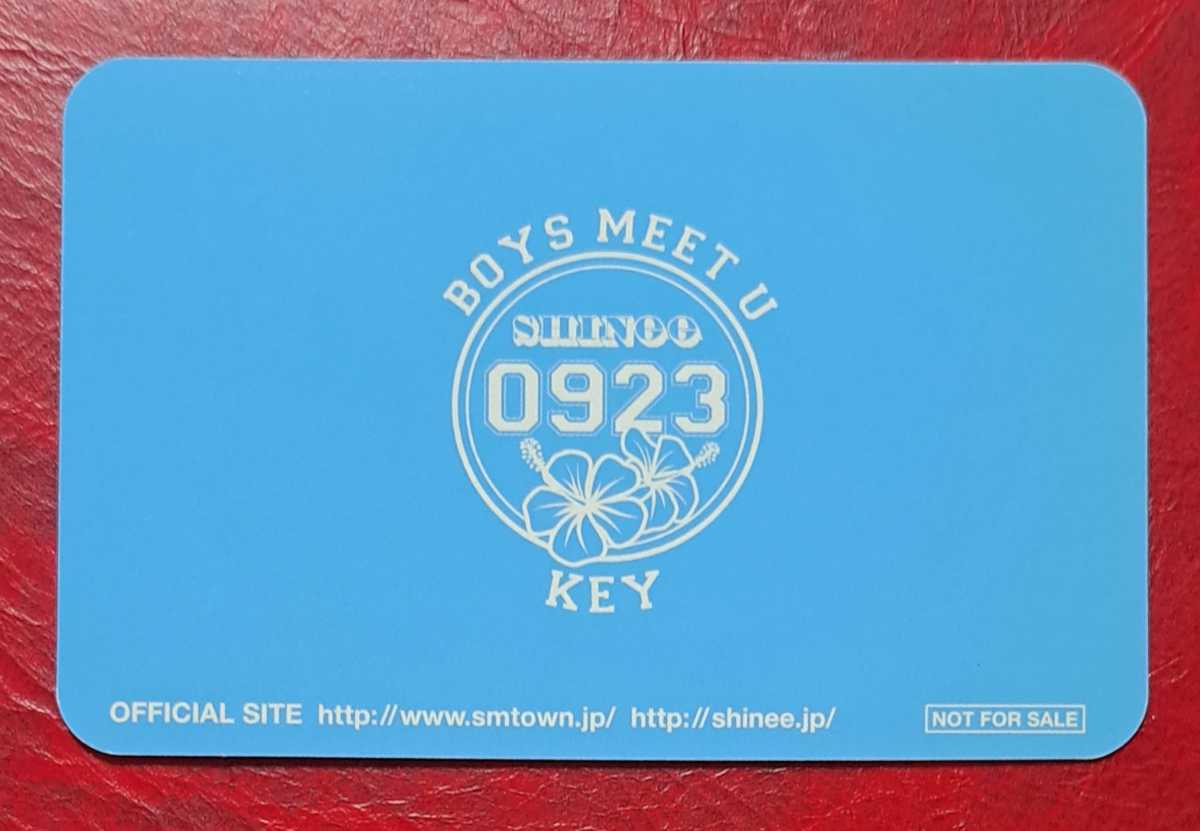 BOYS MEET U
SHINee
0923
KEY
OFFICIAL SITE http://www.smtown.jp/ http://shinee.jp/
NOT FOR SALE